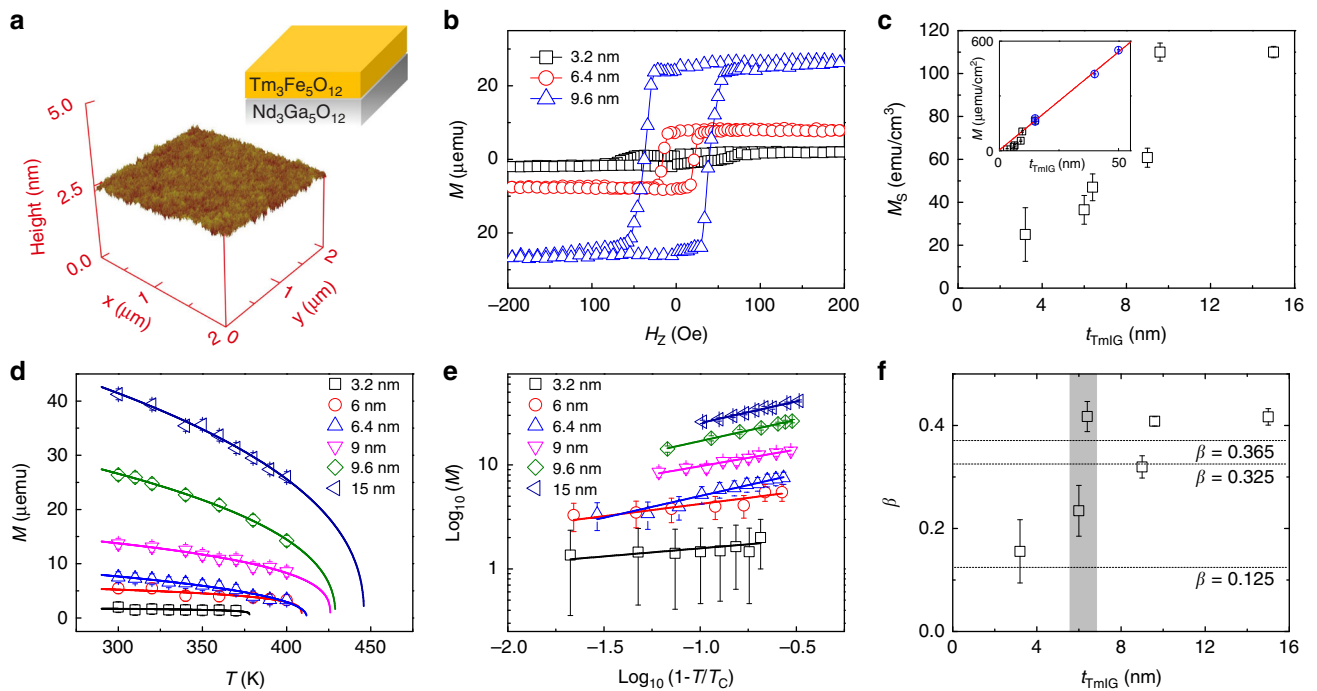 a
Tm3Fe5O12
Nd3Ga5O12
5.0
2.5
0.0
Height (nm)
x (μm)
1
2
0
1
2
y (μm)
b
3.2 nm
6.4 nm
9.6 nm
20
0
20
M (μemu)
–200
–100
0
100
200
HZ (Oe)
c
120
100
80
60
40
20
0
MS (emu/cm3)
600
0
M (μemu/cm2)
0
50
tTmIG (nm)
0
4
8
12
16
tTmIG (nm)
d
3.2 nm
6 nm
6.4 nm
9 nm
9.6 nm
15 nm
40
30
20
10
0
M (μemu)
300
350
400
450
T (K)
e
3.2 nm
6 nm
6.4 nm
9 nm
9.6 nm
15 nm
10
1
Log10 (M)
–2.0
–1.5
–1.0
–0.5
Log10 (1-T/TC)
f
0.4
0.2
0.0
β
β = 0.365
β = 0.325
β = 0.125
0
4
8
12
16
tTmIG (nm)